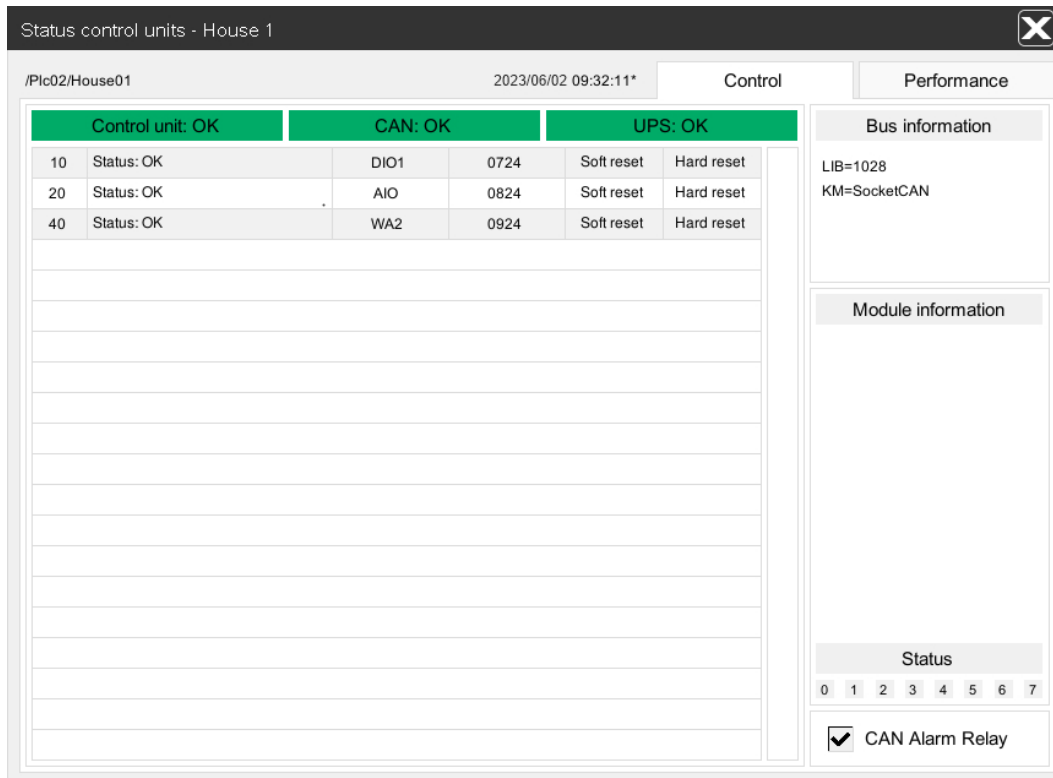 Status control units - House 1
/Plc02/House01 2023/06/02 09:32:11* Control Performance
Control unit: OK CAN: OK UPS: OK
10 Status: OK DIO1 0724 Soft reset Hard reset
20 Status: OK AIO 0824 Soft reset Hard reset
40 Status: OK WA2 0924 Soft reset Hard reset
Bus information
LIB=1028
KM=SocketCAN
Module information
Status
0 1 2 3 4 5 6 7
CAN Alarm Relay